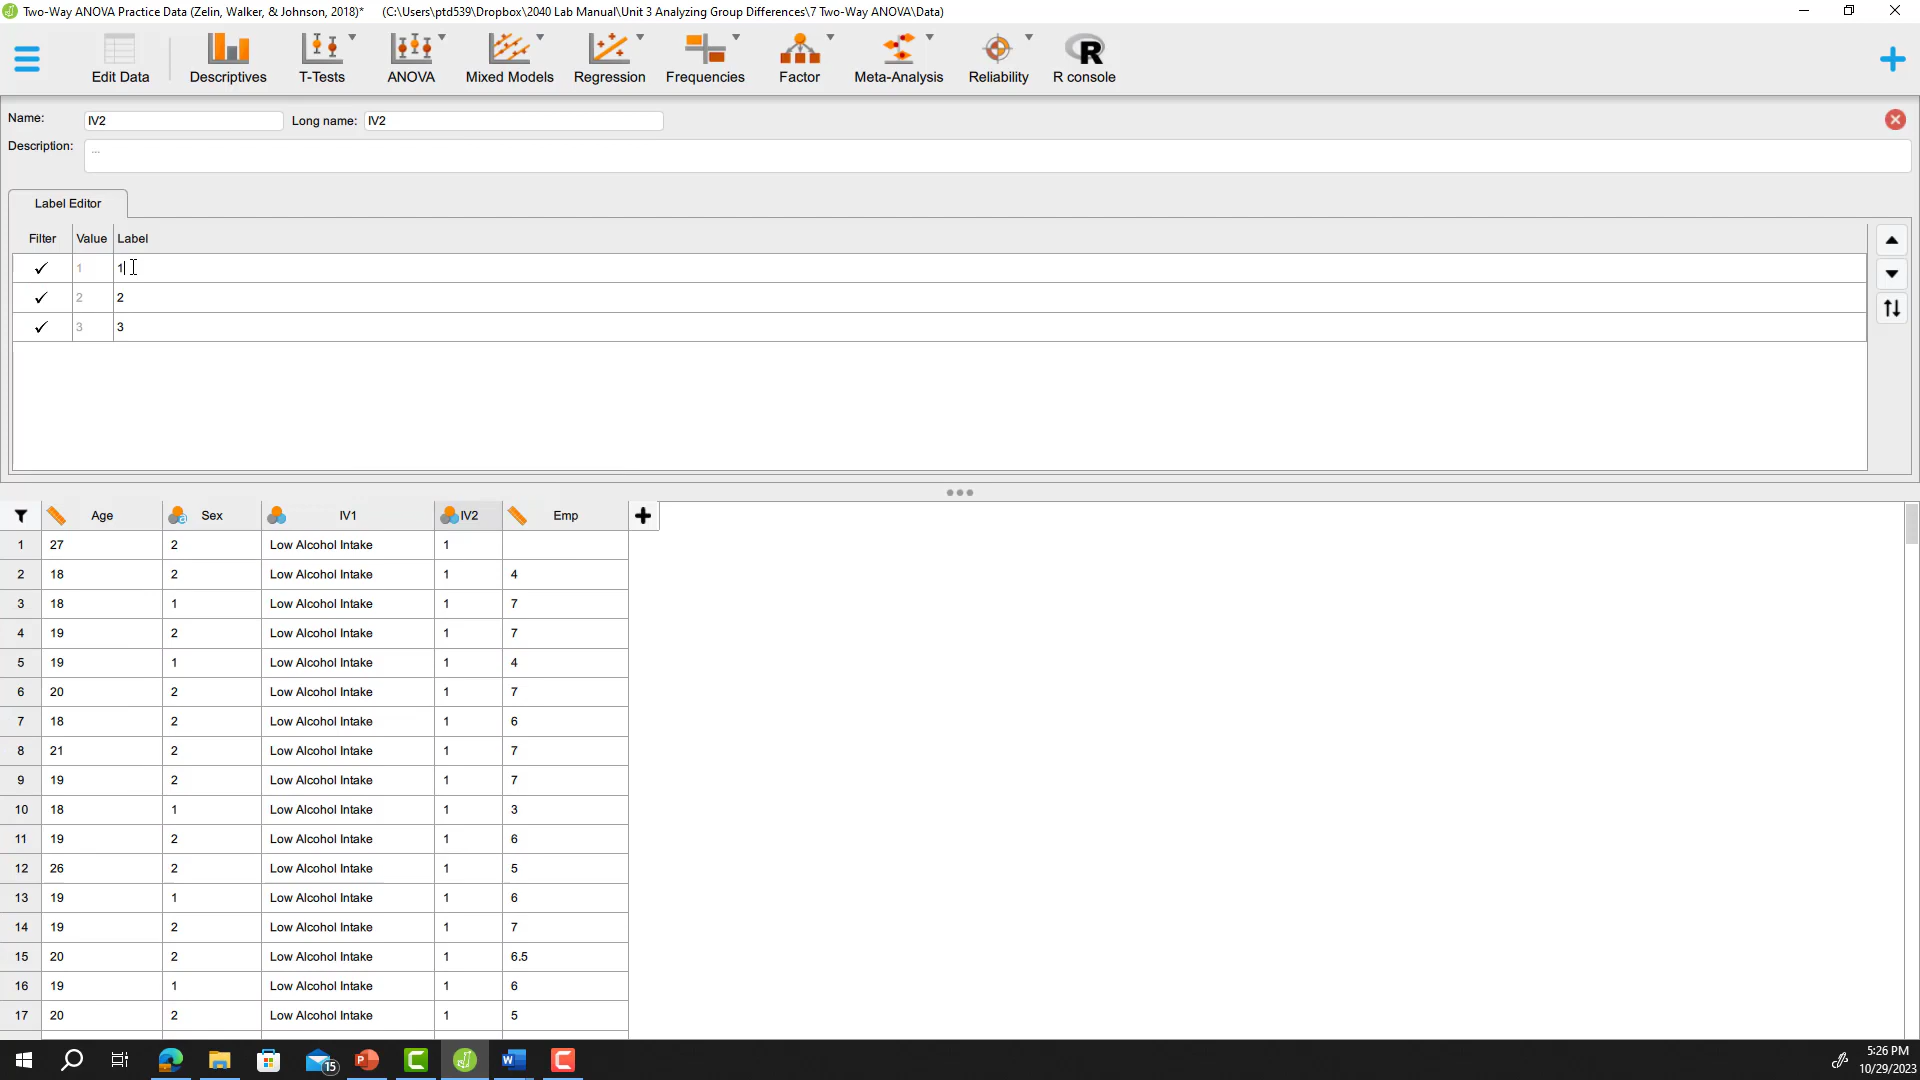 Two-Way ANOVA Practice Data (Zelin, Walker, & Johnson, 2018)* (C:\Users\ptd539\Dropbox\2040 Lab Manual\Unit 3 Analyzing Group Differences\7 Two-Way ANOVA\Data)
Edit Data Descriptives T-Tests ANOVA Mixed Models Regression Frequencies Factor Meta-Analysis Reliability R console
Name: IV2 Long name: IV2
Description: ...
Label Editor
Filter Value Label
1 1
2 2
3 3
Age Sex IV1 IV2 Emp
1 27 2 Low Alcohol Intake 1
2 18 2 Low Alcohol Intake 1 4
3 18 1 Low Alcohol Intake 1 7
4 19 2 Low Alcohol Intake 1 7
5 19 1 Low Alcohol Intake 1 4
6 20 2 Low Alcohol Intake 1 7
7 18 2 Low Alcohol Intake 1 6
8 21 2 Low Alcohol Intake 1 7
9 19 2 Low Alcohol Intake 1 7
10 18 1 Low Alcohol Intake 1 3
11 19 2 Low Alcohol Intake 1 6
12 26 2 Low Alcohol Intake 1 5
13 19 1 Low Alcohol Intake 1 6
14 19 2 Low Alcohol Intake 1 7
15 20 2 Low Alcohol Intake 1 6.5
16 19 1 Low Alcohol Intake 1 6
17 20 2 Low Alcohol Intake 1 5
15
5:26 PM
10/29/2023